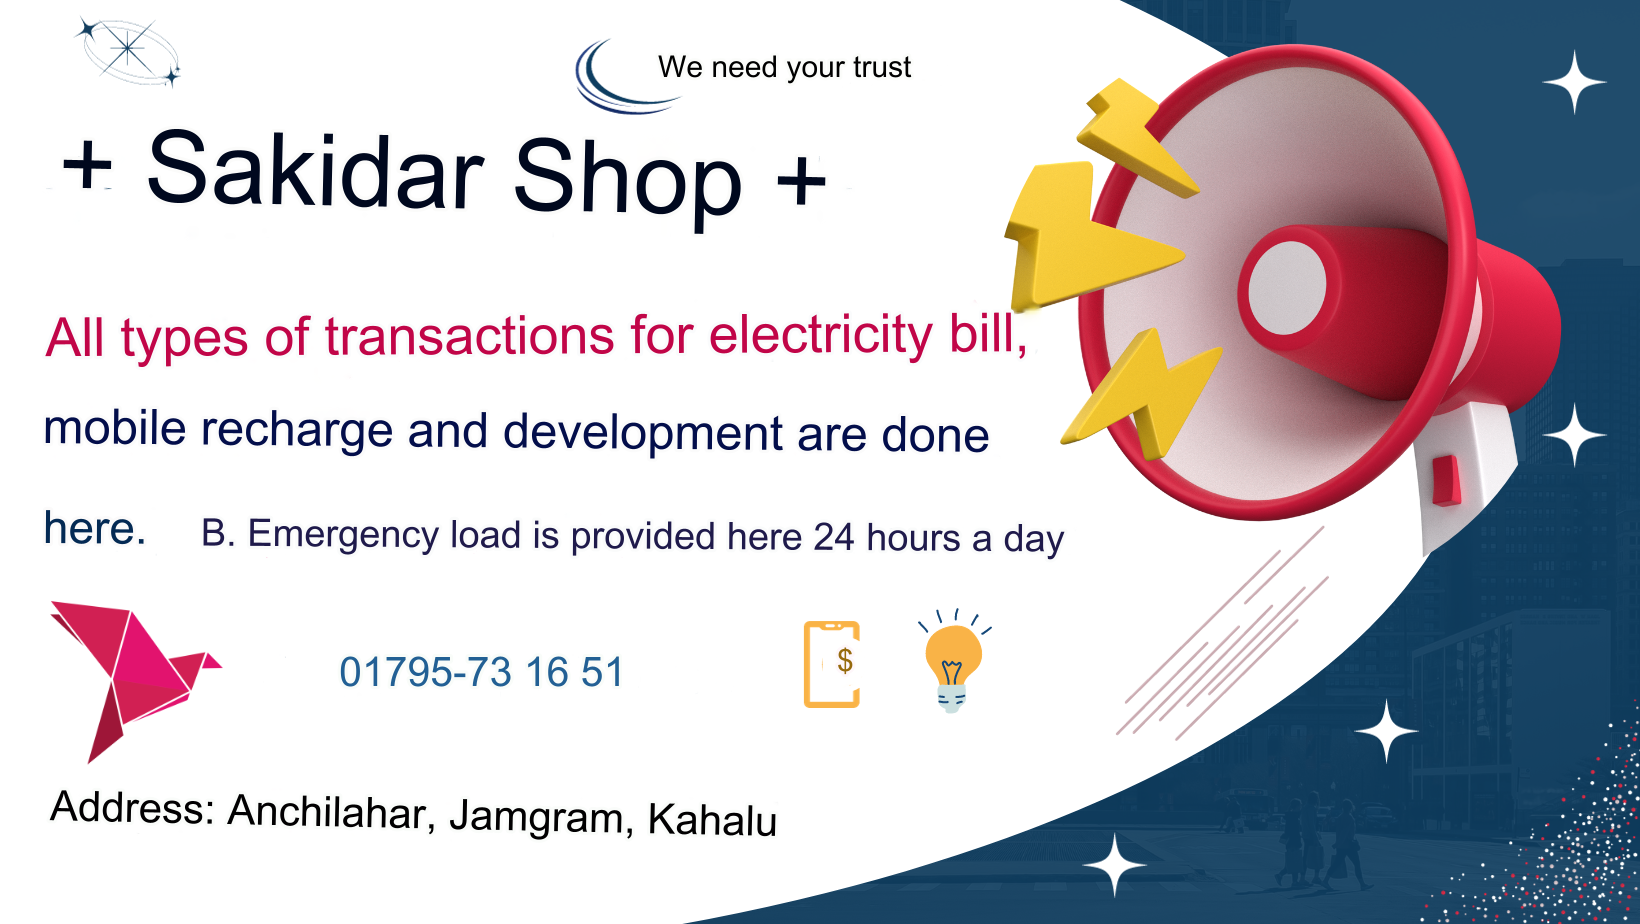 We need your trust
+ Sakidar Shop +
All types of transactions for electricity bill,
mobile recharge and development are done
here. B. Emergency load is provided here 24 hours a day
01795-73 16 51
$
Address: Anchilahar, Jamgram, Kahalu